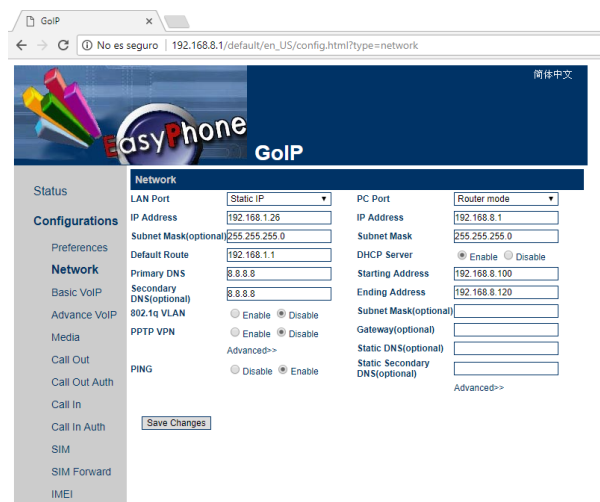 GoIP
No es seguro | 192.168.8.1/default/en_US/config.html?type=network
EasyPhone
GoIP
简体中文
Status
Configurations
Preferences
Network
Basic VoIP
Advance VoIP
Media
Call Out
Call Out Auth
Call In
Call In Auth
SIM
SIM Forward
IMEI
Network
LAN Port Static IP
IP Address 192.168.1.26
Subnet Mask(optional) 255.255.255.0
Default Route 192.168.1.1
Primary DNS 8.8.8.8
Secondary
DNS(optional) 8.8.8.8
802.1q VLAN Enable Disable
PPTP VPN Enable Disable
Advanced>>
PING Disable Enable
Save Changes
PC Port Router mode
IP Address 192.168.8.1
Subnet Mask 255.255.255.0
DHCP Server Enable Disable
Starting Address 192.168.8.100
Ending Address 192.168.8.120
Subnet Mask(optional)
Gateway(optional)
Static DNS(optional)
Static Secondary
DNS(optional)
Advanced>>